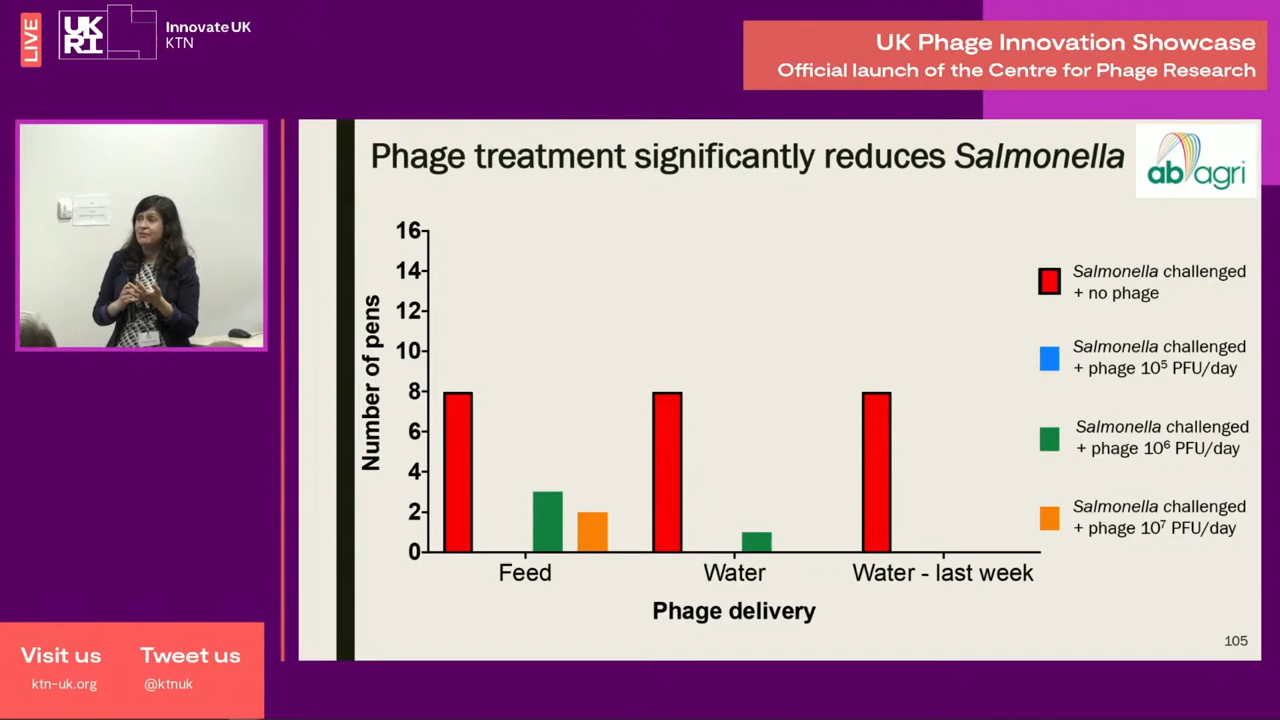 LIVE
UK
RI
Innovate UK
KTN
UK Phage Innovation Showcase
Official launch of the Centre for Phage Research
Phage treatment significantly reduces Salmonella
ab agri
Number of pens
16
14
12
10
8
6
4
2
0
Feed
Water
Water - last week
Phage delivery
Salmonella challenged
+ no phage
Salmonella challenged
+ phage 10⁵ PFU/day
Salmonella challenged
+ phage 10⁶ PFU/day
Salmonella challenged
+ phage 10⁷ PFU/day
105
Visit us
ktn-uk.org
Tweet us
@ktnuk